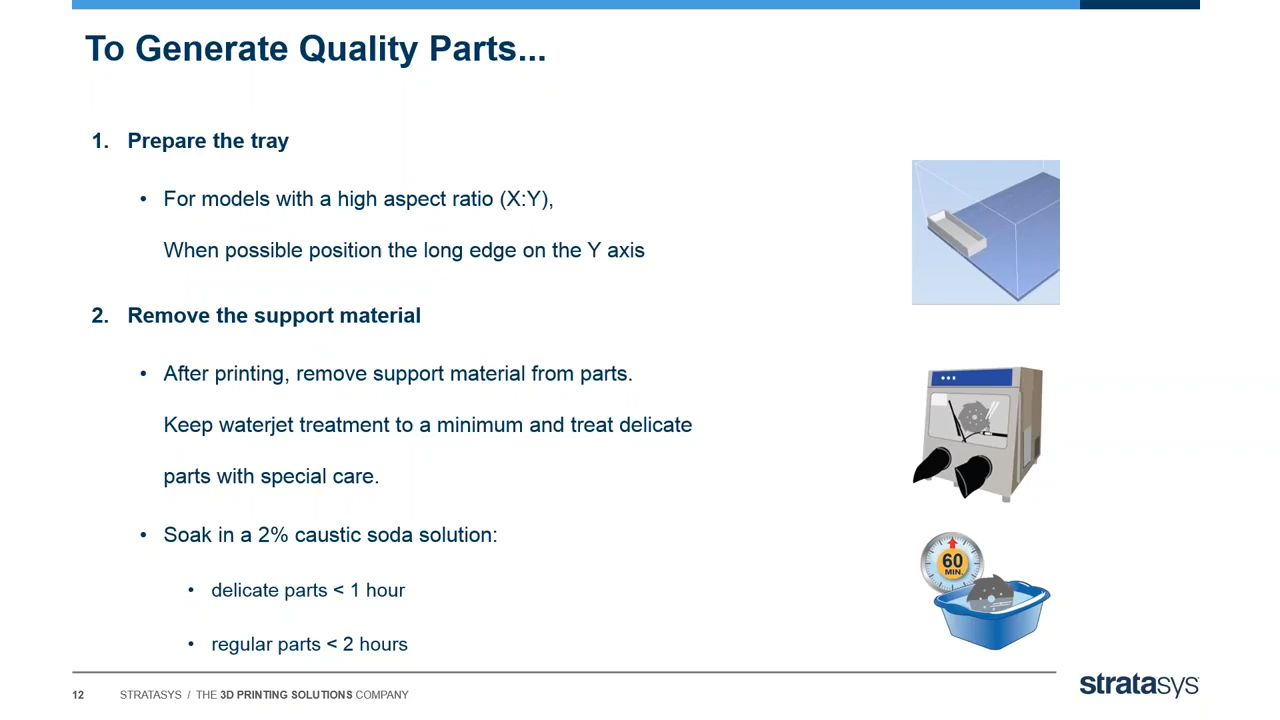 To Generate Quality Parts...
1. Prepare the tray
• For models with a high aspect ratio (X:Y),
When possible position the long edge on the Y axis
2. Remove the support material
• After printing, remove support material from parts.
Keep waterjet treatment to a minimum and treat delicate
parts with special care.
• Soak in a 2% caustic soda solution:
• delicate parts < 1 hour
• regular parts < 2 hours
60
MIN.
12 STRATASYS / THE 3D PRINTING SOLUTIONS COMPANY
stratasys